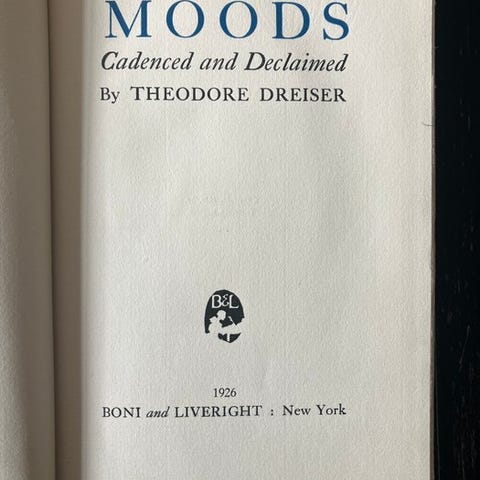 MOODS
Cadenced and Declaimed
By THEODORE DREISER
B&L
1926
BONI and LIVERIGHT : New York